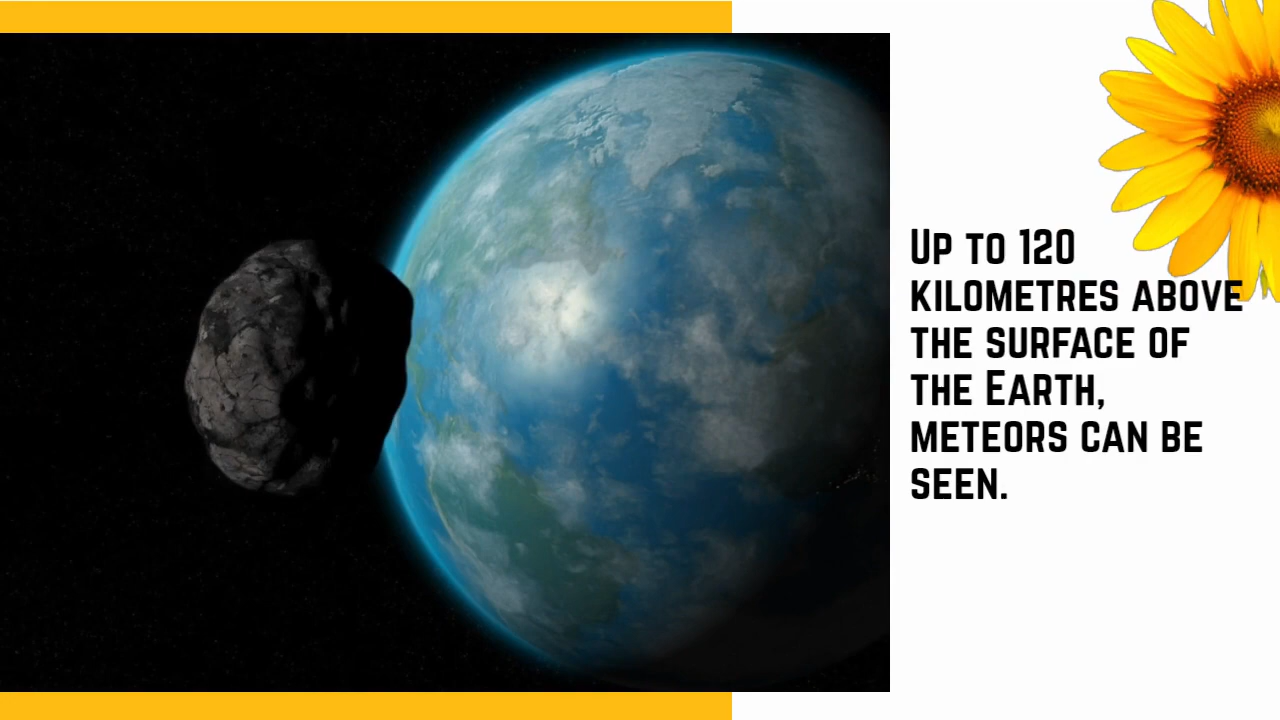 Up to 120
kilometres above
the surface of
the Earth,
meteors can be
seen.